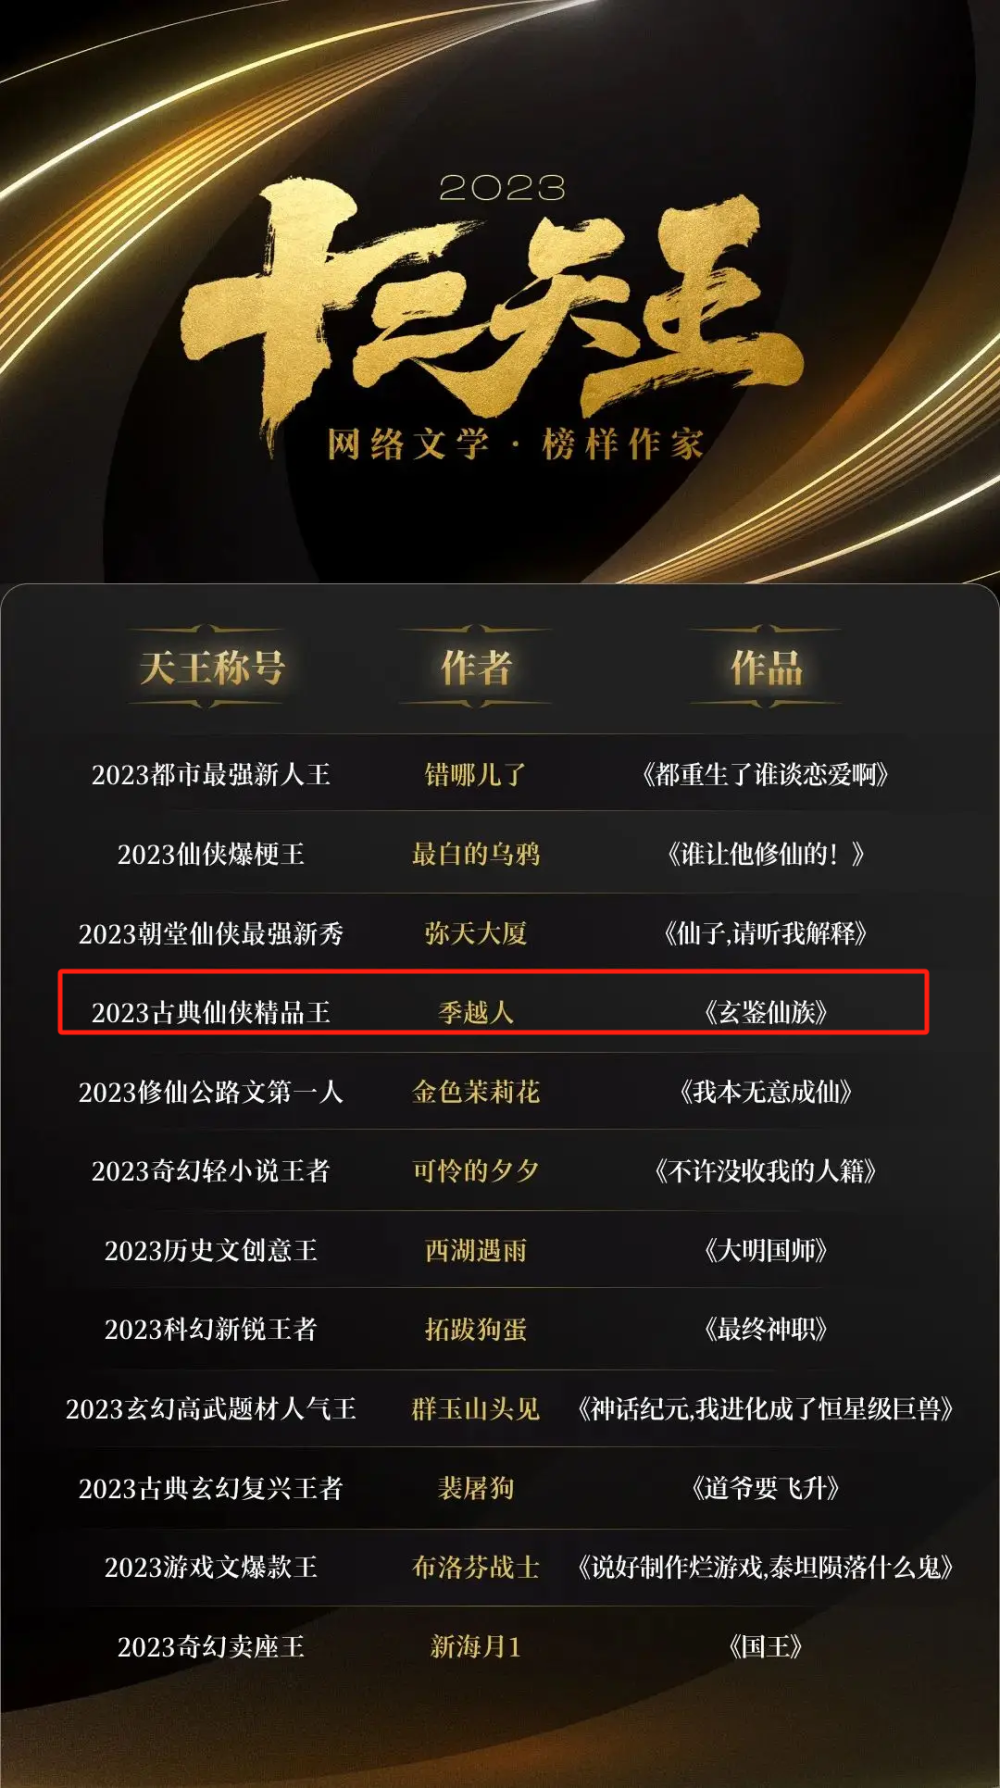 2023
十二天王
网络文学·榜样作家
天王称号 作者 作品
2023都市最强新人王 错哪儿了 《都重生了谁谈恋爱啊》
2023仙侠爆梗王 最白的乌鸦 《谁让他修仙的！》
2023朝堂仙侠最强新秀 弥天大厦 《仙子,请听我解释》
2023古典仙侠精品王 季越人 《玄鉴仙族》
2023修仙公路文第一人 金色茉莉花 《我本无意成仙》
2023奇幻轻小说王者 可怜的夕夕 《不许没收我的人籍》
2023历史文创意王 西湖遇雨 《大明国师》
2023科幻新锐王者 拓跋狗蛋 《最终神职》
2023玄幻高武题材人气王 群玉山头见 《神话纪元,我进化成了恒星级巨兽》
2023古典玄幻复兴王者 裴屠狗 《道爷要飞升》
2023游戏文爆款王 布洛芬战士 《说好制作烂游戏,泰坦陨落什么鬼》
2023奇幻卖座王 新海月1 《国王》